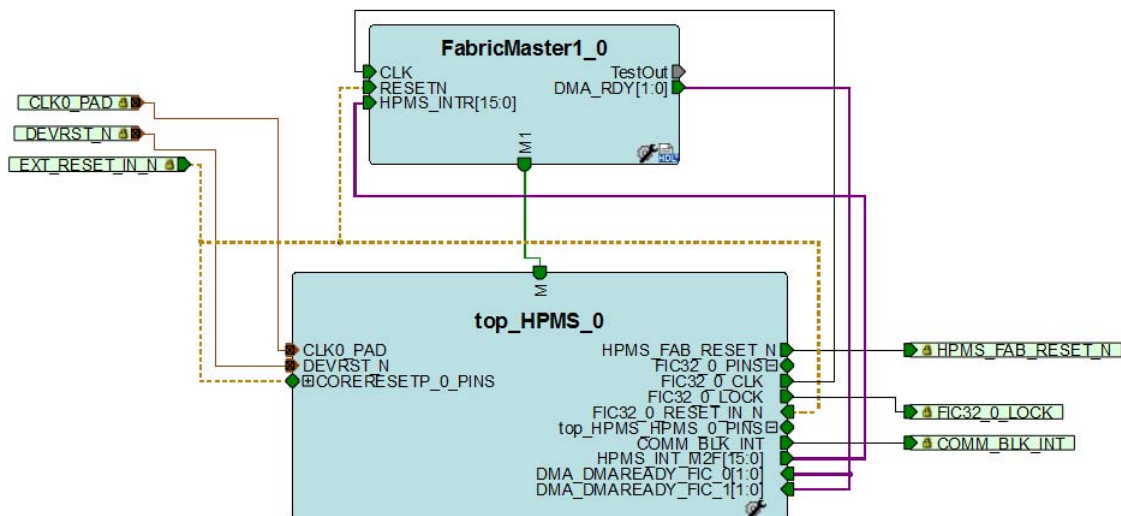 FabricMaster1_0
CLK
TestOut
RESETN
DMA_RDY[1:0]
HPMS_INTR[15:0]
M1
HDL
CLK0_PAD
DEVRST_N
EXT_RESET_IN_N
M
top_HPMS_0
CLK0_PAD
DEVRST_N
CORERESETP_0_PINS
HPMS_FAB_RESET_N
FIC32_0_PINS
FIC32_0_CLK
FIC32_0_LOCK
FIC32_0_RESET_IN_N
top_HPMS_HPMS_0_PINS
COMM_BLK_INT
HPMS_INT_M2F[15:0]
DMA_DMAREADY_FIC_0[1:0]
DMA_DMAREADY_FIC_1[1:0]
HPMS_FAB_RESET_N
FIC32_0_LOCK
COMM_BLK_INT